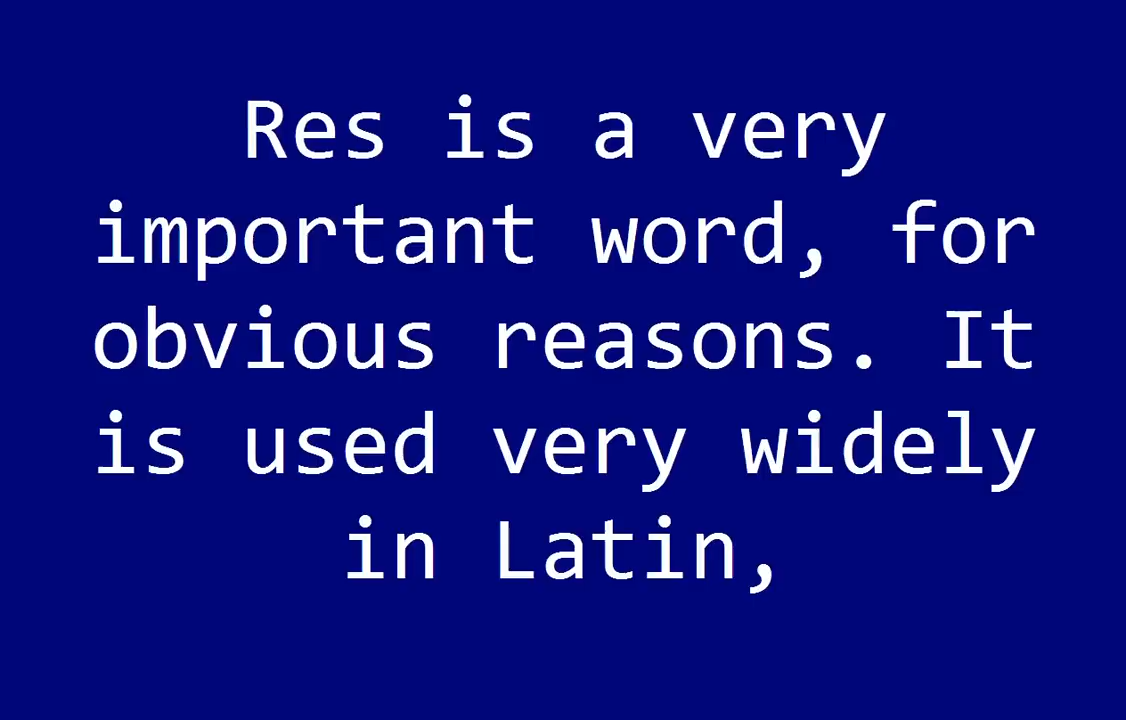 Res is a very
important word, for
obvious reasons. It
is used very widely
in Latin,